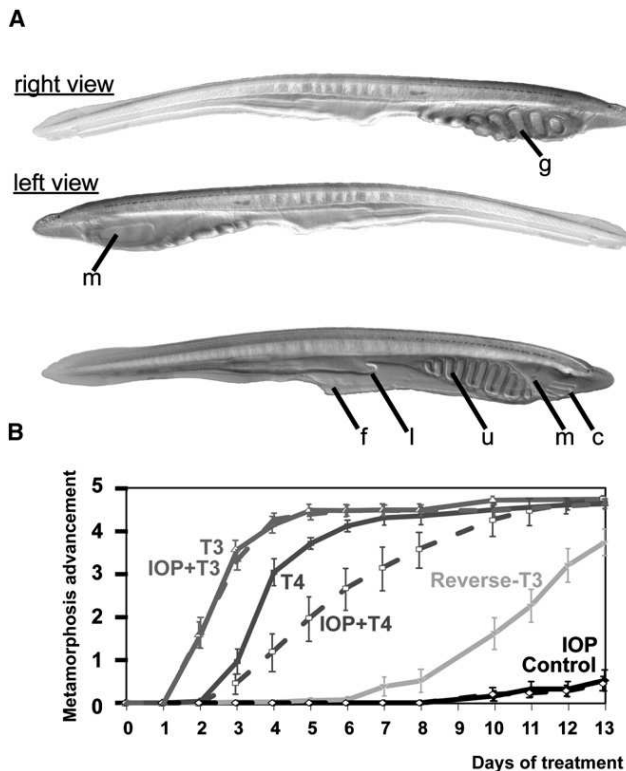 A
right view
g
left view
m
f l u m c
B
Metamorphosis advancement
5
4
3
2
1
0
T3
IOP+T3
T4
IOP+T4
Reverse-T3
IOP
Control
0 1 2 3 4 5 6 7 8 9 10 11 12 13
Days of treatment